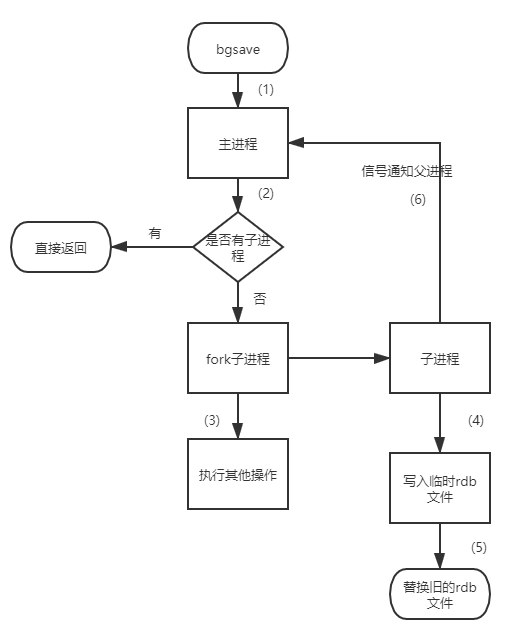 bgsave
(1)
主进程
信号通知父进程
(2)
(6)
有
是否有子进
程
直接返回
否
fork子进程
子进程
(3)
(4)
执行其他操作
写入临时rdb
文件
(5)
替换旧的rdb
文件